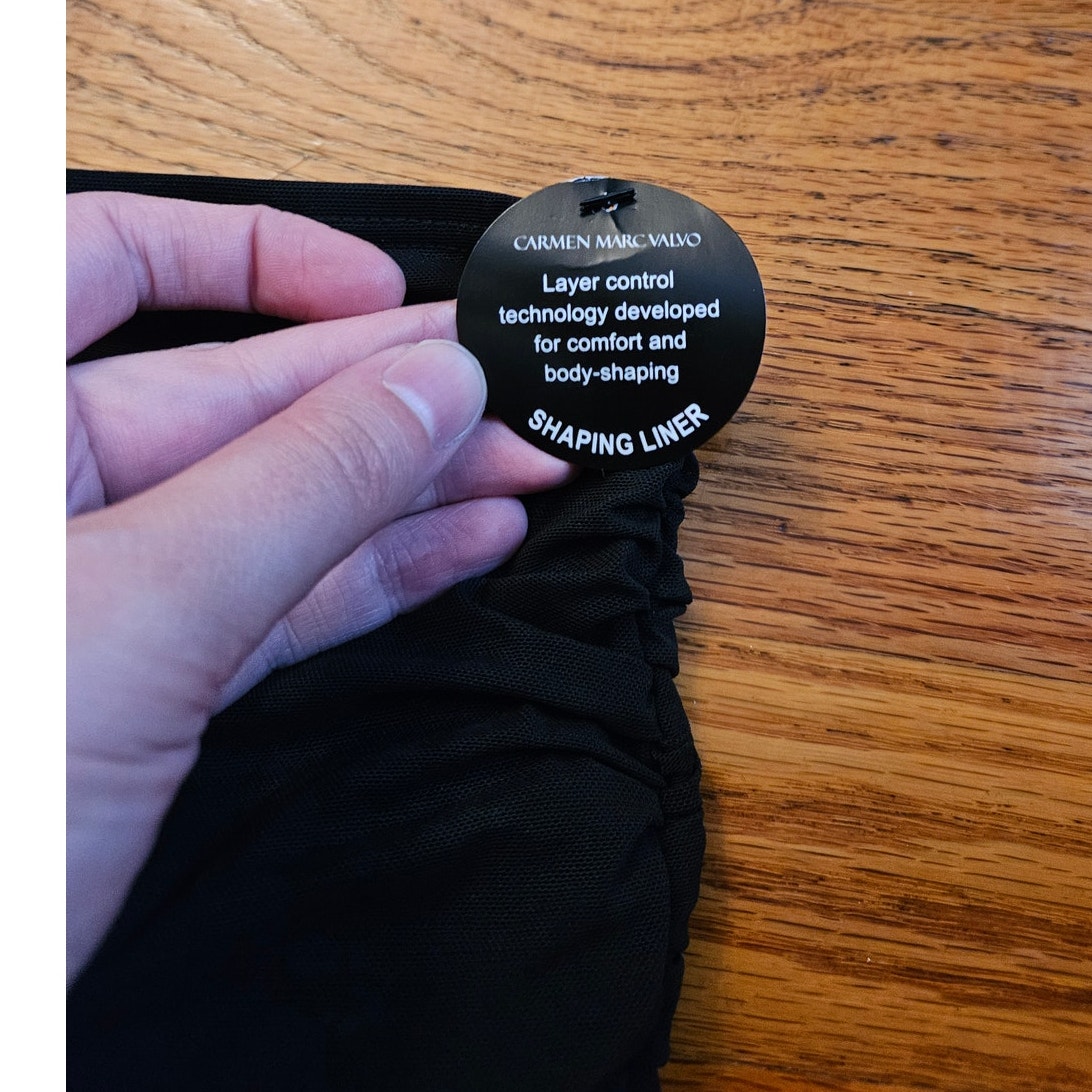 CARMEN MARC VALVO
Layer control
technology developed
for comfort and
body-shaping
SHAPING LINER